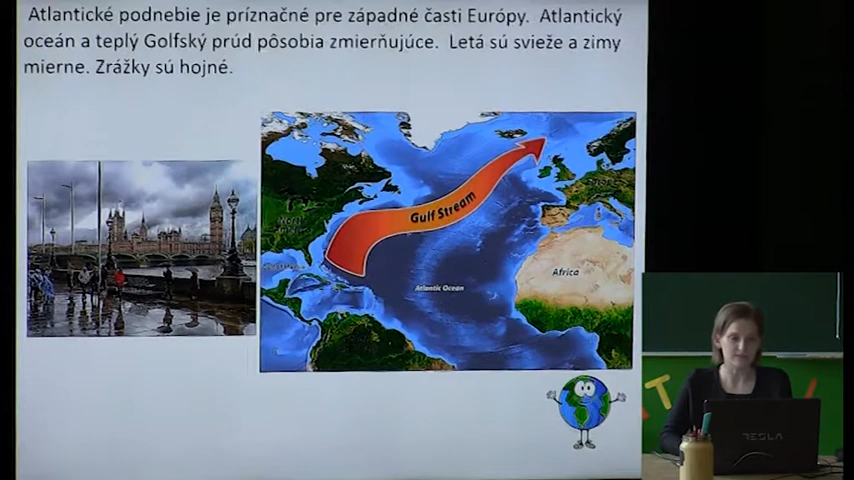 Atlantické podnebie je príznačné pre západné časti Európy. Atlantický
oceán a teplý Golfský prúd pôsobia zmierňujúce. Letá sú svieže a zimy
mierne. Zrážky sú hojné.
Gulf Stream
Africa
Atlantic Ocean
TESLA